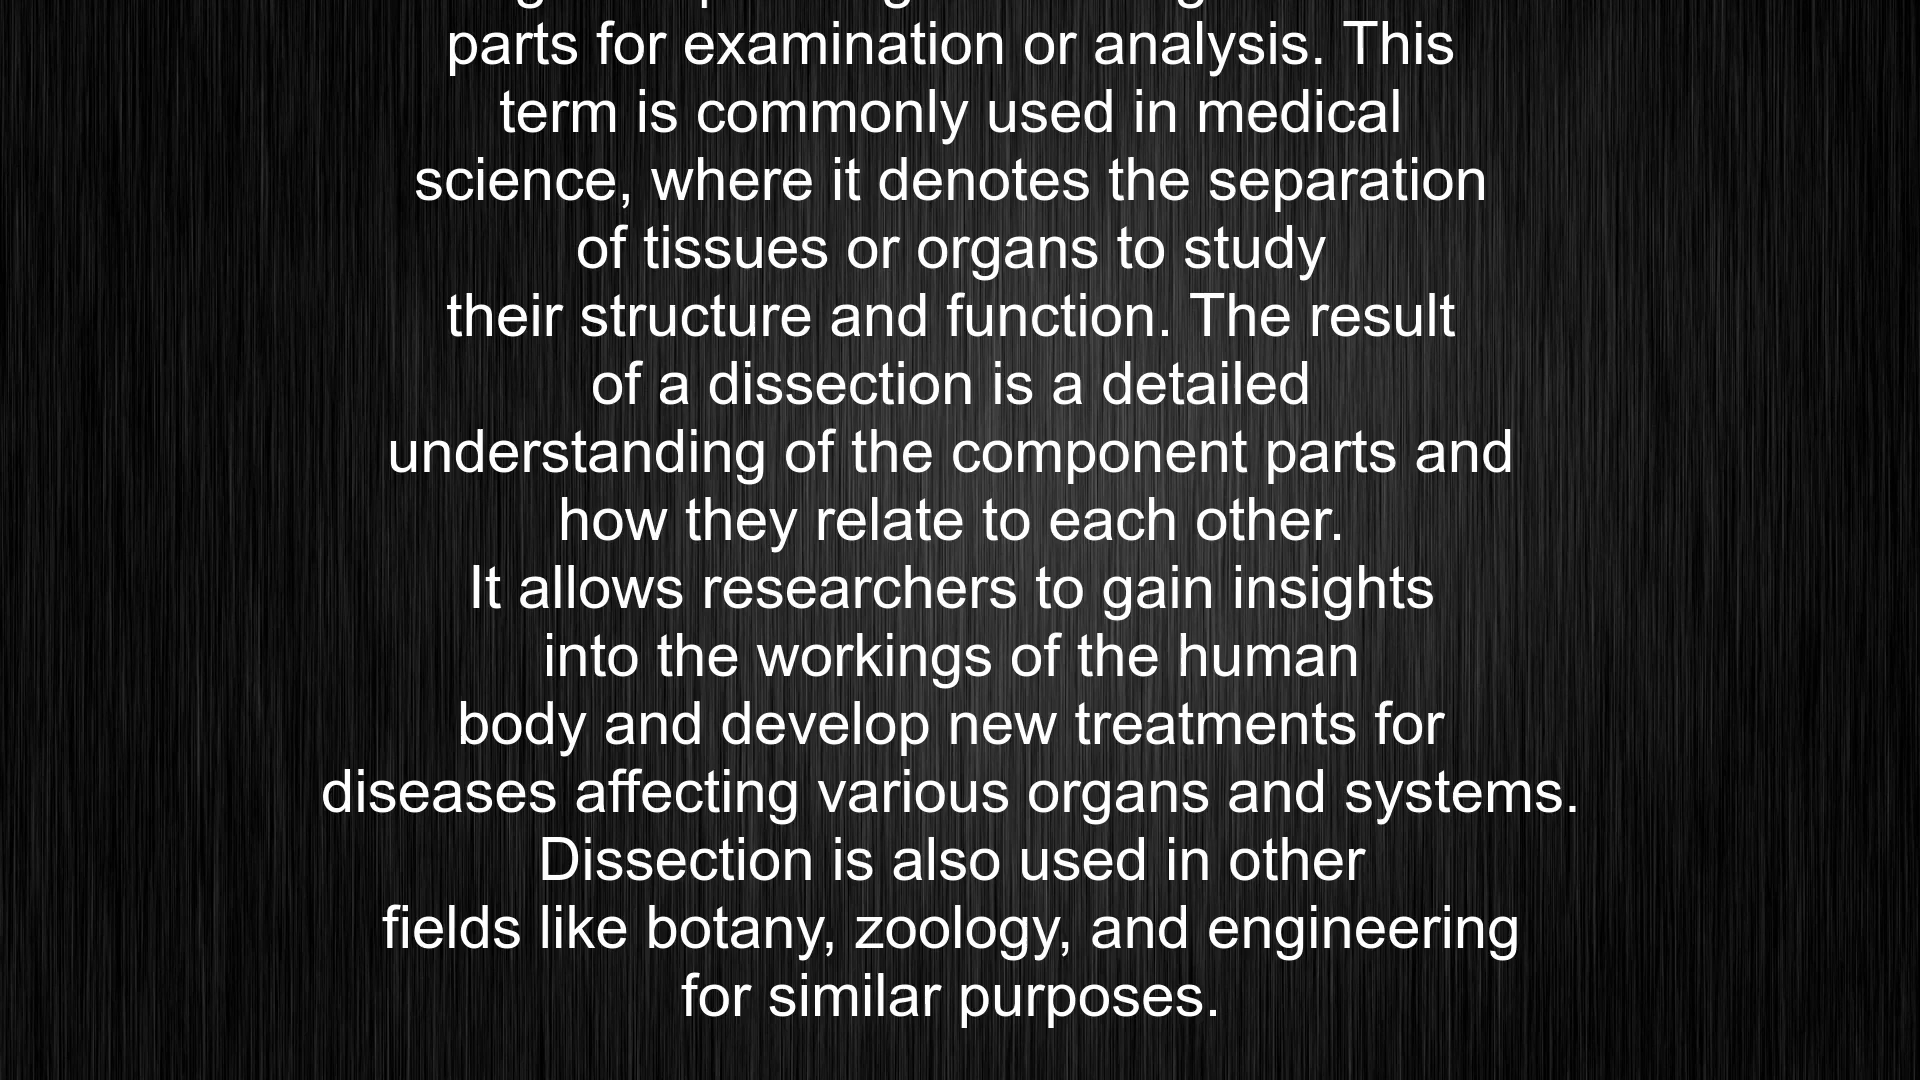 parts for examination or analysis. This
term is commonly used in medical
science, where it denotes the separation
of tissues or organs to study
their structure and function. The result
of a dissection is a detailed
understanding of the component parts and
how they relate to each other.
It allows researchers to gain insights
into the workings of the human
body and develop new treatments for
diseases affecting various organs and systems.
Dissection is also used in other
fields like botany, zoology, and engineering
for similar purposes.